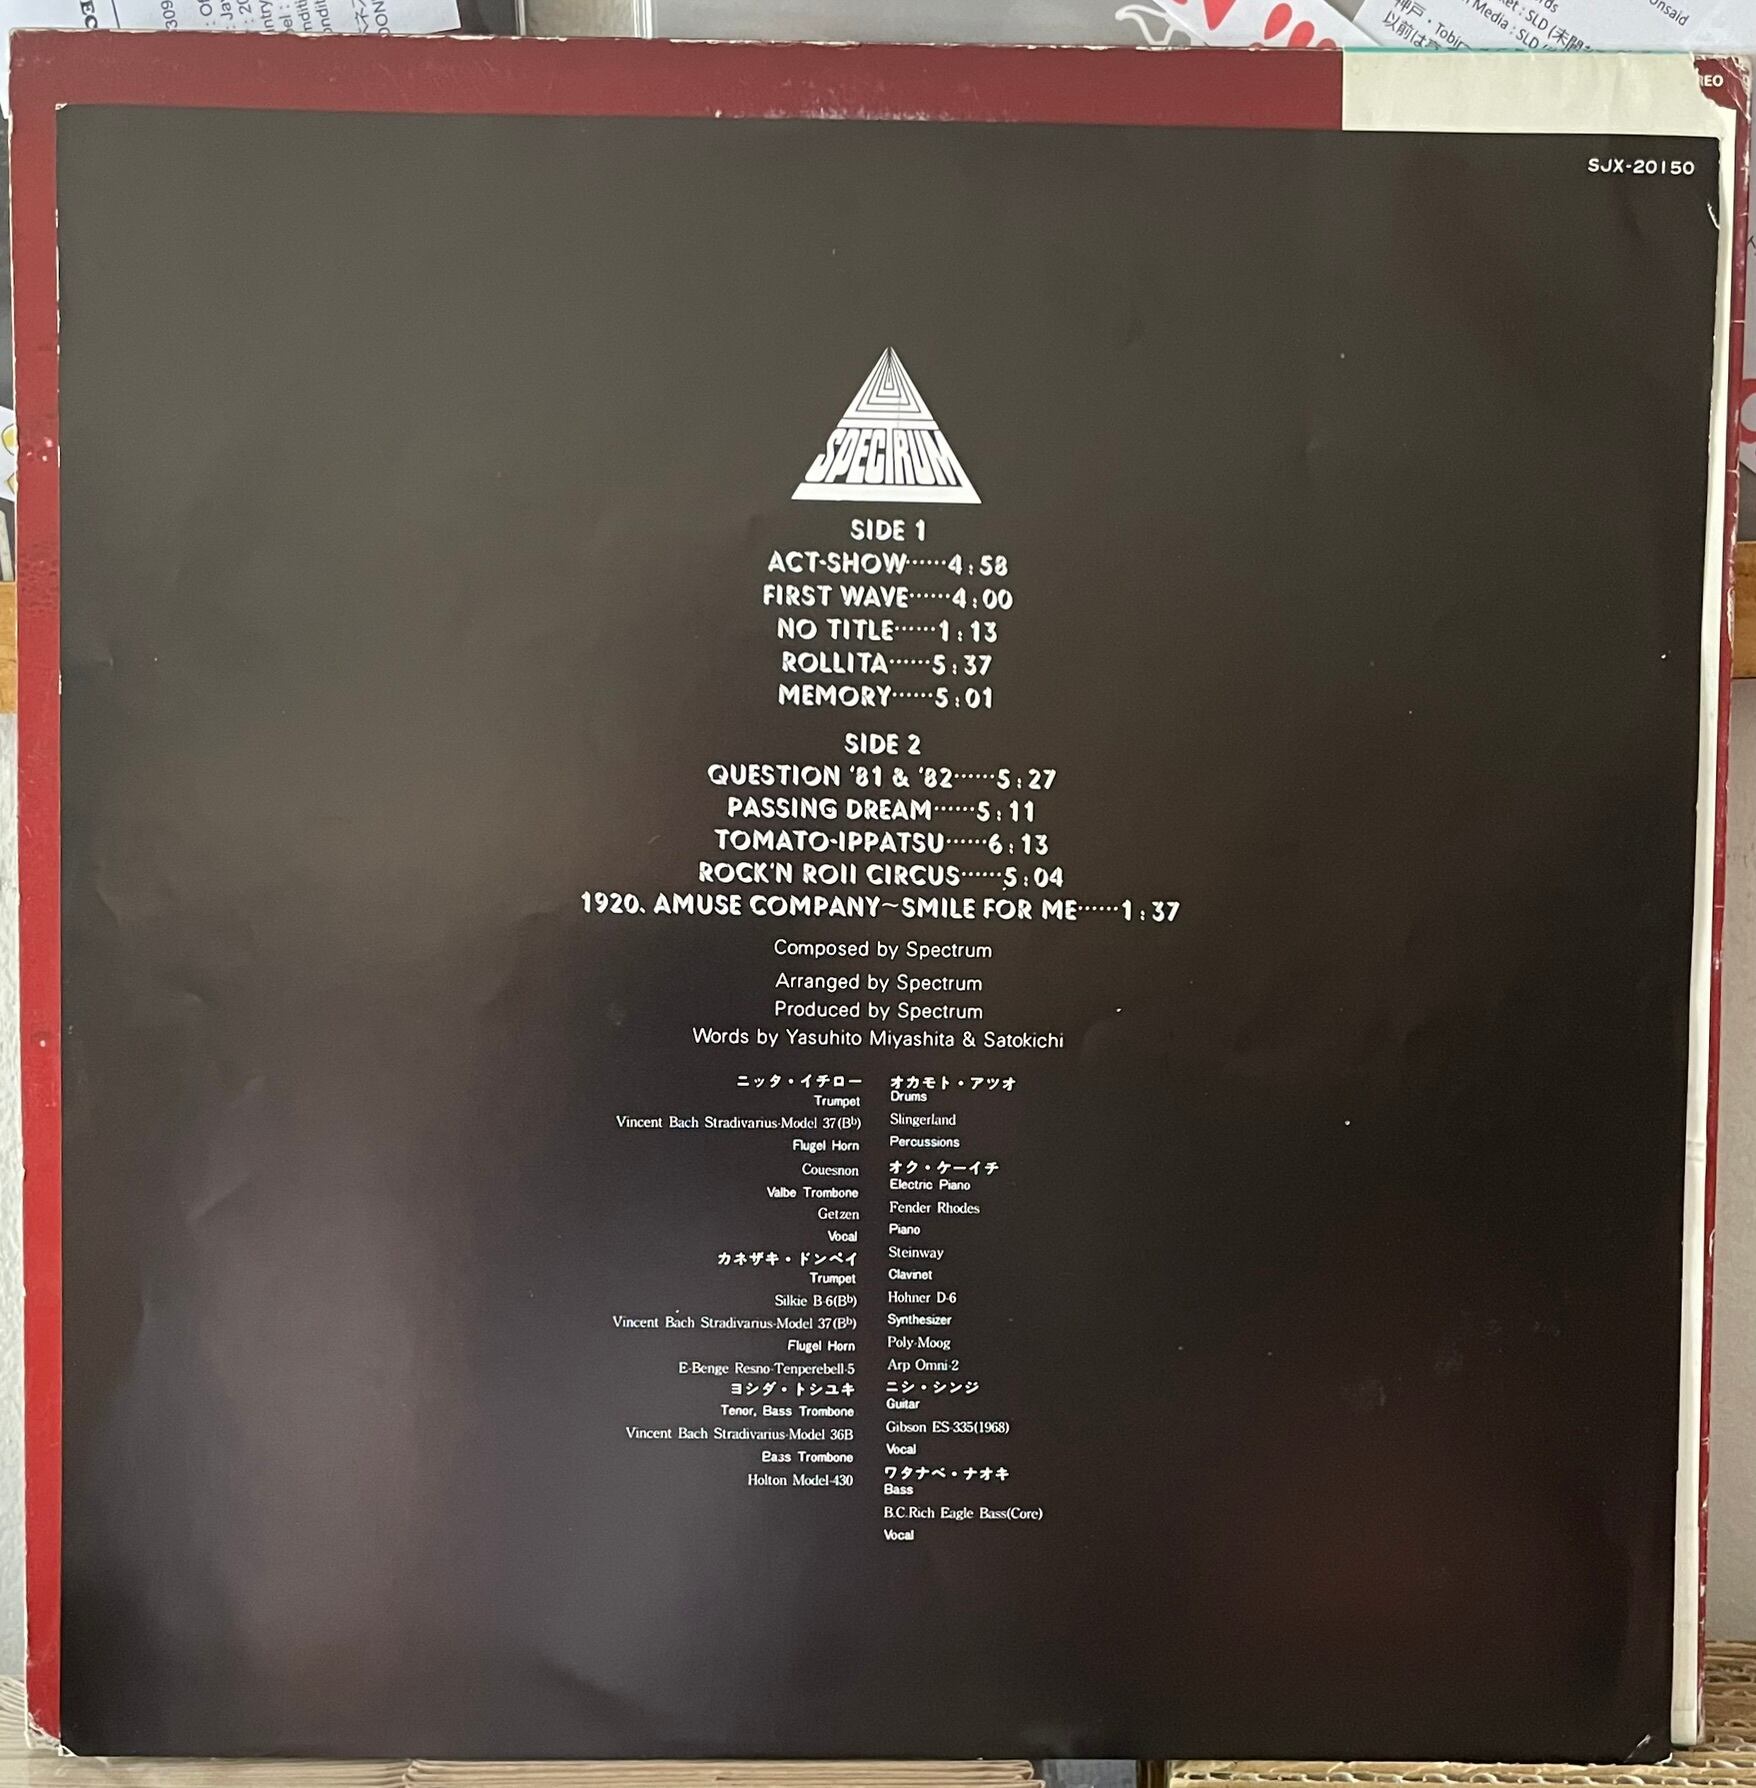 SJX-20150
SPECTRUM
SIDE 1
ACT-SHOW……4:58
FIRST WAVE……4:00
NO TITLE……1:13
ROLLITA……5:37
MEMORY……5:01
SIDE 2
QUESTION '81 & '82……5:27
PASSING DREAM……5:11
TOMATO-IPPATSU……6:13
ROCK'N ROll CIRCUS……5:04
1920. AMUSE COMPANY~SMILE FOR ME……1:37
Composed by Spectrum
Arranged by Spectrum
Produced by Spectrum
Words by Yasuhito Miyashita & Satokichi
ニッタ・イチロー
Trumpet
Vincent Bach Stradivarius-Model 37(B♭)
Flugel Horn
Couesnon
Valbe Trombone
Getzen
Vocal
カネザキ・ドンペイ
Trumpet
Silkie B-6(B♭)
Vincent Bach Stradivarius-Model 37(B♭)
Flugel Horn
E-Benge Resno-Tenperebell-5
ヨシダ・トシユキ
Tenor, Bass Trombone
Vincent Bach Stradivarius-Model 36B
Bass Trombone
Holton Model-430
オカモト・アツオ
Drums
Slingerland
Percussions
オク・ケーイチ
Electric Piano
Fender Rhodes
Piano
Steinway
Clavinet
Hohner D-6
Synthesizer
Poly-Moog
Arp Omni-2
ニシ・シンジ
Guitar
Gibson ES-335(1968)
Vocal
ワタナベ・ナオキ
Bass
B.C.Rich Eagle Bass(Core)
Vocal